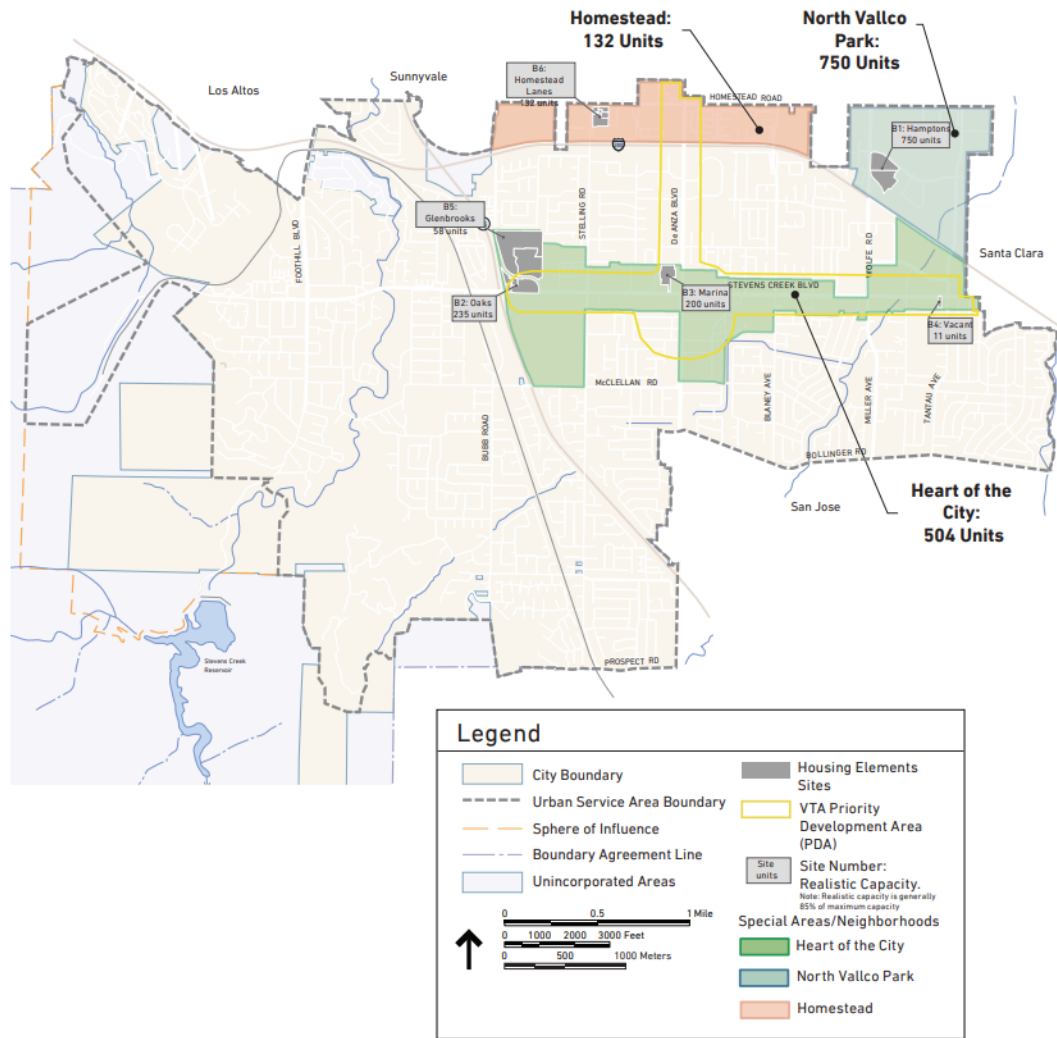 Homestead:
132 Units
North Vallco
Park:
750 Units
Los Altos
Sunnyvale
B6:
Homestead
Lanes
132 units
HOMESTEAD ROAD
B1: Hamptons
750 units
FOOTHILL BLVD
B5:
Glenbrooks
58 units
STELLING RD
De ANZA BLVD
WOLFE RD
Santa Clara
B2: Oaks
235 units
B3: Marina
200 units
STEVENS CREEK BLVD
B4: Vacant
11 units
McCLELLAN RD
BUBB ROAD
BLANEY AVE
MILLER AVE
TANTAU AVE
BOLLINGER RD
San Jose
Heart of the
City:
504 Units
Stevens Creek
Reservoir
PROSPECT RD
Legend
City Boundary
Urban Service Area Boundary
Sphere of Influence
Boundary Agreement Line
Unincorporated Areas
0 0.5 1 Mile
0 1000 2000 3000 Feet
0 500 1000 Meters
Housing Elements
Sites
VTA Priority
Development Area
(PDA)
Site
units
Site Number:
Realistic Capacity.
Note: Realistic capacity is generally
85% of maximum capacity
Special Areas/Neighborhoods
Heart of the City
North Vallco Park
Homestead